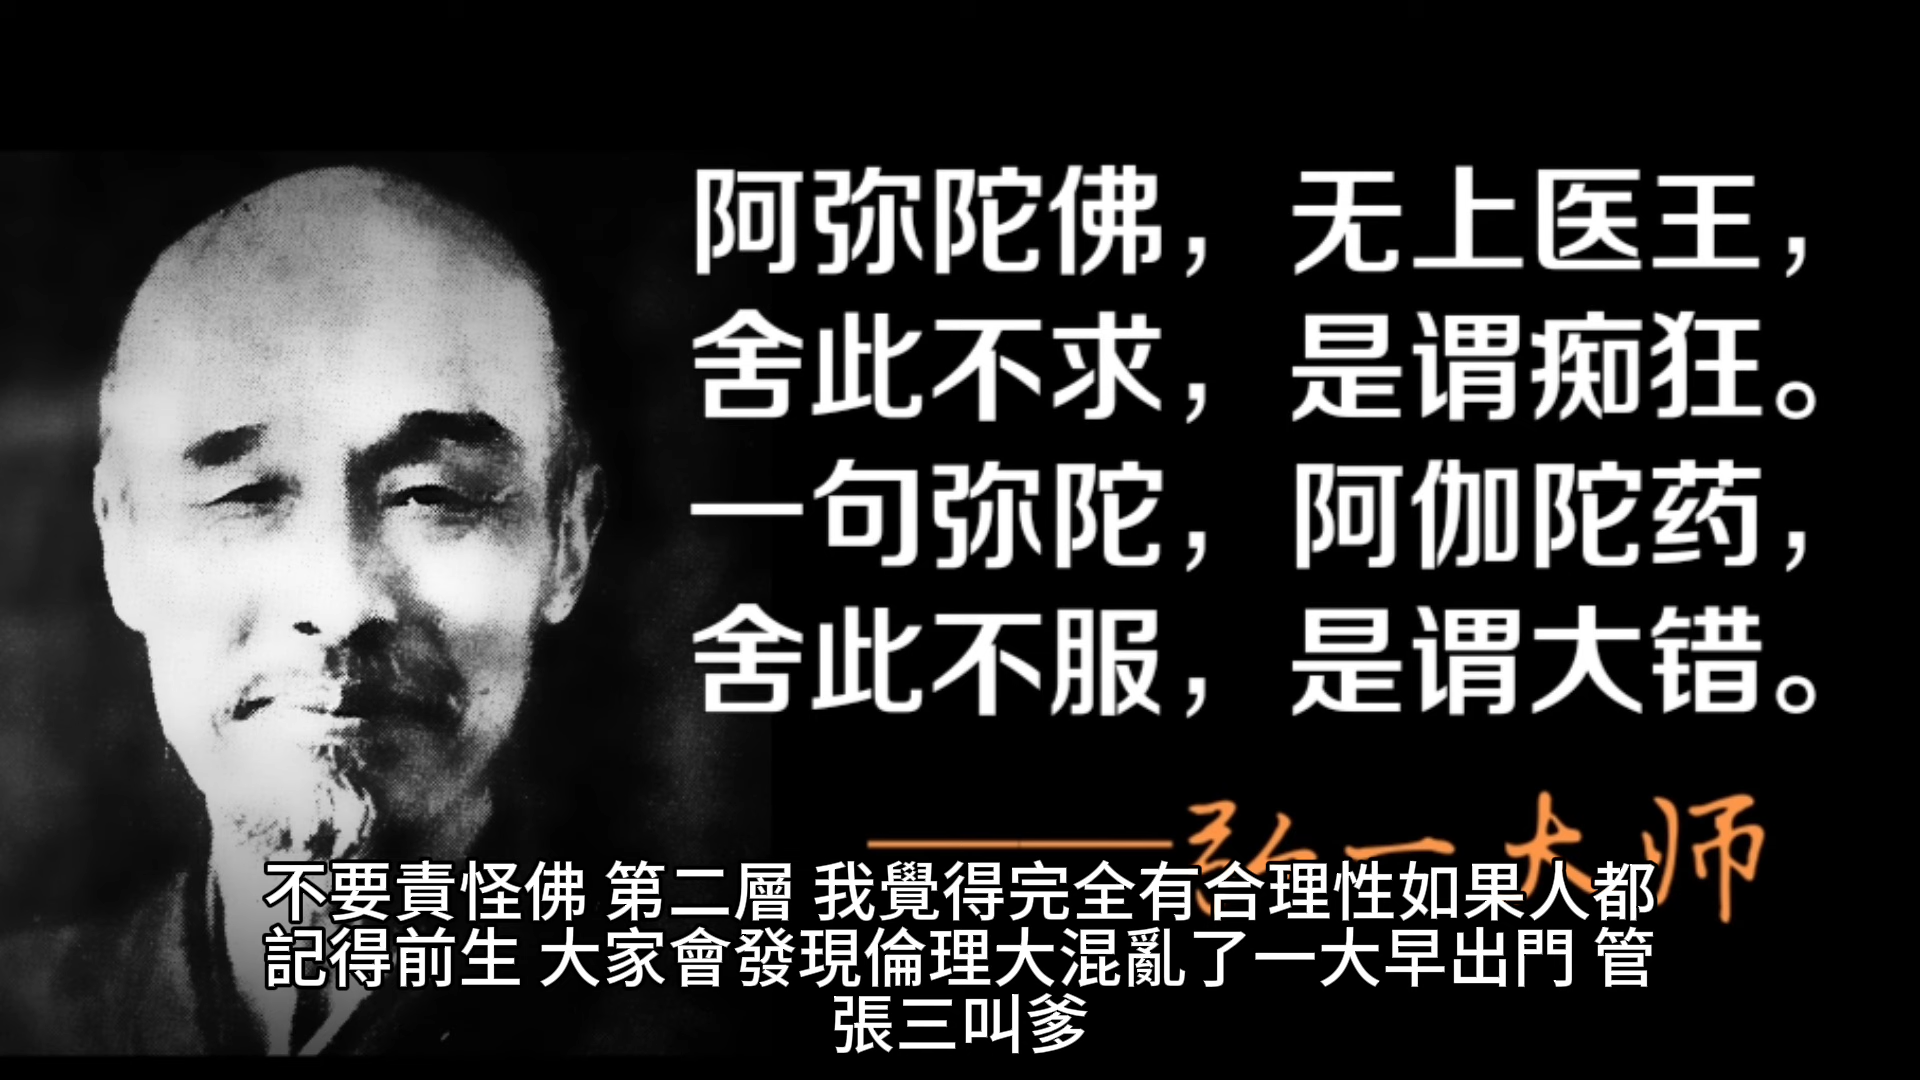 阿弥陀佛，无上医王，
舍此不求，是谓痴狂。
一句弥陀，阿伽陀药，
舍此不服，是谓大错。
——弘一大师
不要責怪佛 第二層 我覺得完全有合理性如果人都
記得前生 大家會發現倫理大混亂了一大早出門 管
張三叫爹